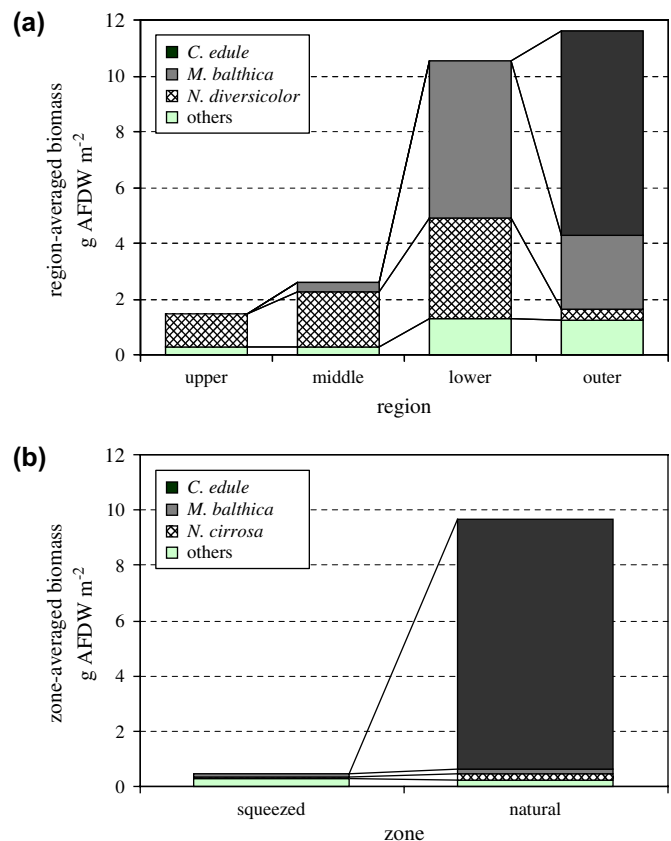 (a)
region-averaged biomass
g AFDW m-2
12
10
8
6
4
2
0
C. edule
M. balthica
N. diversicolor
others
upper middle lower outer
region
(b)
zone-averaged biomass
g AFDW m-2
12
10
8
6
4
2
0
C. edule
M. balthica
N. cirrosa
others
squeezed natural
zone